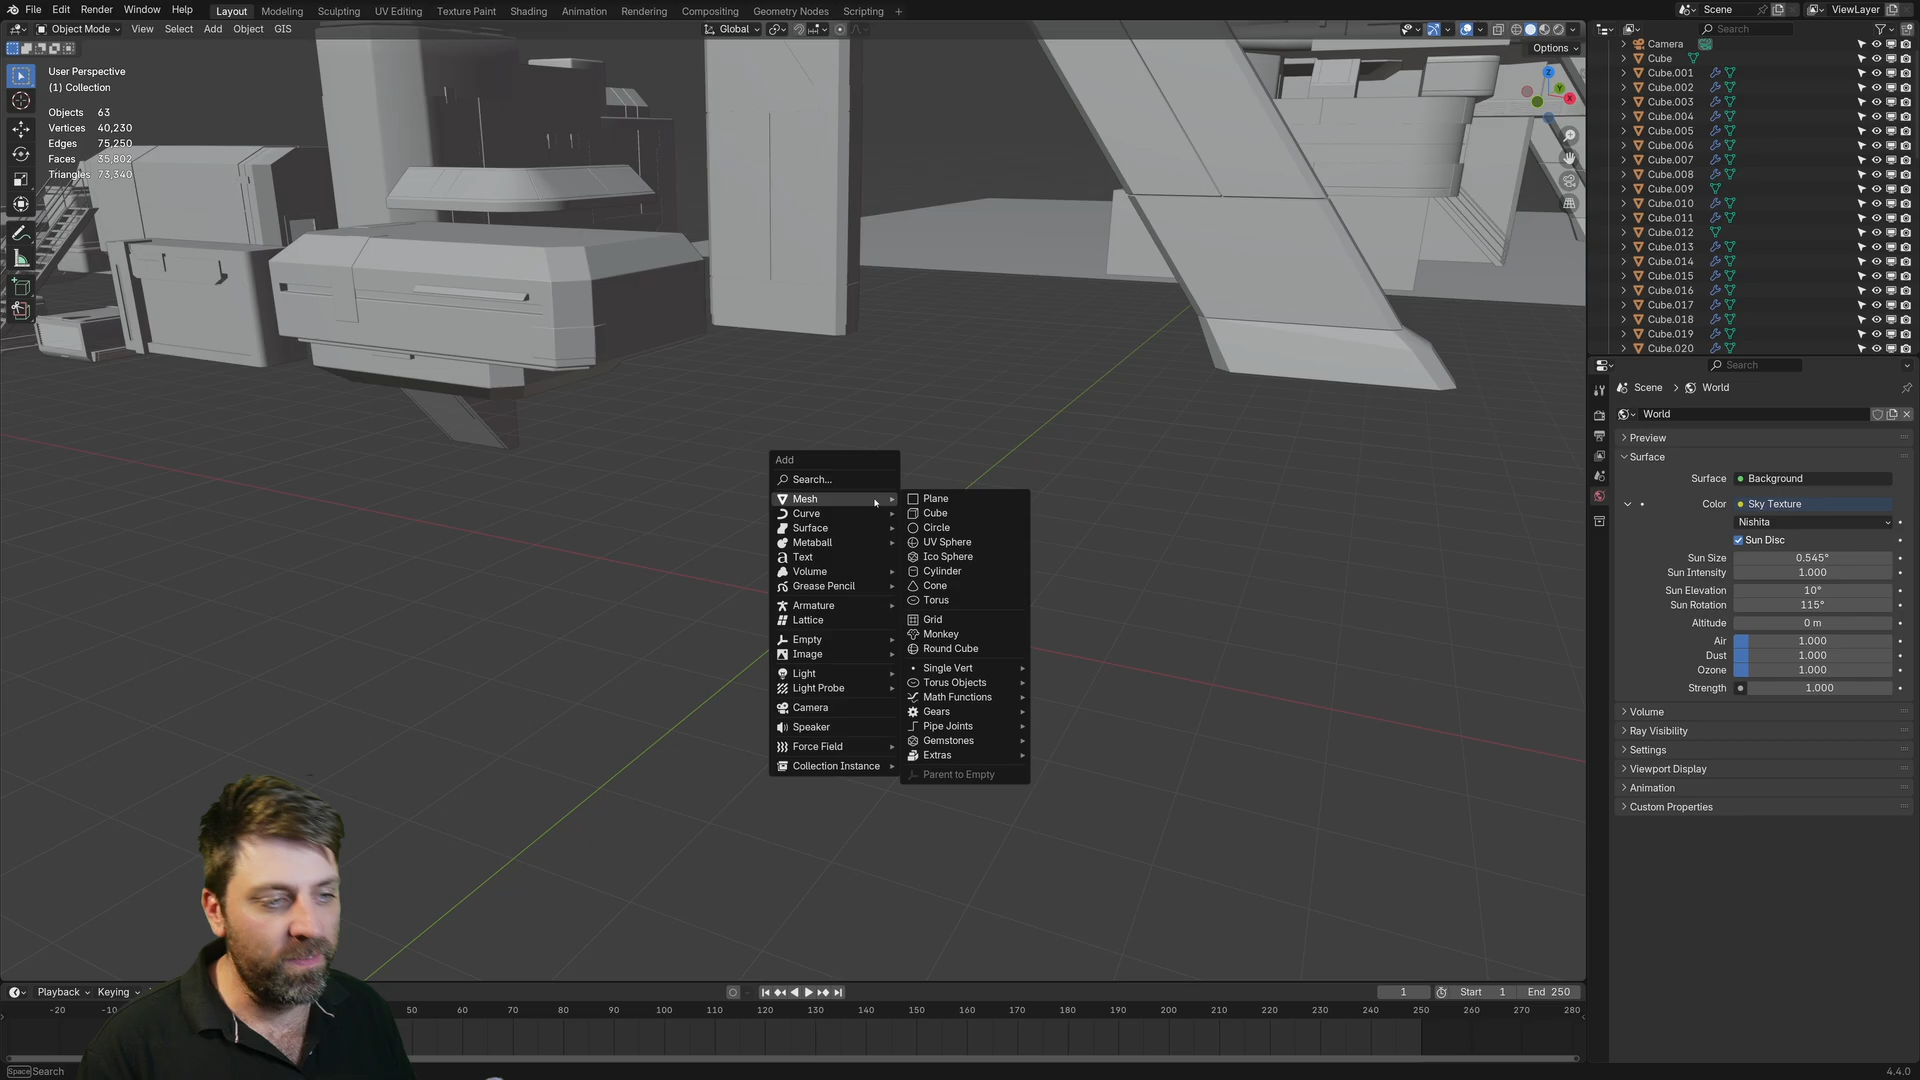 File Edit Render Window Help Layout Modeling Sculpting UV Editing Texture Paint Shading Animation Rendering Compositing Geometry Nodes Scripting + Scene ViewLayer
Object Mode View Select Add Object GIS Global Search
Options
User Perspective
(1) Collection
Objects 63
Vertices 40,230
Edges 75,250
Faces 35,802
Triangles 73,340
Z
Y
X
Add
Search...
Mesh
Curve
Surface
Metaball
Text
Volume
Grease Pencil
Armature
Lattice
Empty
Image
Light
Light Probe
Camera
Speaker
Force Field
Collection Instance
Plane
Cube
Circle
UV Sphere
Ico Sphere
Cylinder
Cone
Torus
Grid
Monkey
Round Cube
Single Vert
Torus Objects
Math Functions
Gears
Pipe Joints
Gemstones
Extras
Parent to Empty
Camera
Cube
Cube.001
Cube.002
Cube.003
Cube.004
Cube.005
Cube.006
Cube.007
Cube.008
Cube.009
Cube.010
Cube.011
Cube.012
Cube.013
Cube.014
Cube.015
Cube.016
Cube.017
Cube.018
Cube.019
Cube.020
Search
Scene > World
World
Preview
Surface
Surface Background
Color Sky Texture
Nishita
Sun Disc
Sun Size 0.545°
Sun Intensity 1.000
Sun Elevation 10°
Sun Rotation 115°
Altitude 0 m
Air 1.000
Dust 1.000
Ozone 1.000
Strength 1.000
Volume
Ray Visibility
Settings
Viewport Display
Animation
Custom Properties
Playback Keying 1 Start 1 End 250
-20 -10 50 60 70 80 90 100 110 120 130 140 150 160 170 180 190 200 210 220 230 240 250 260 270 280
Space Search 4.4.0